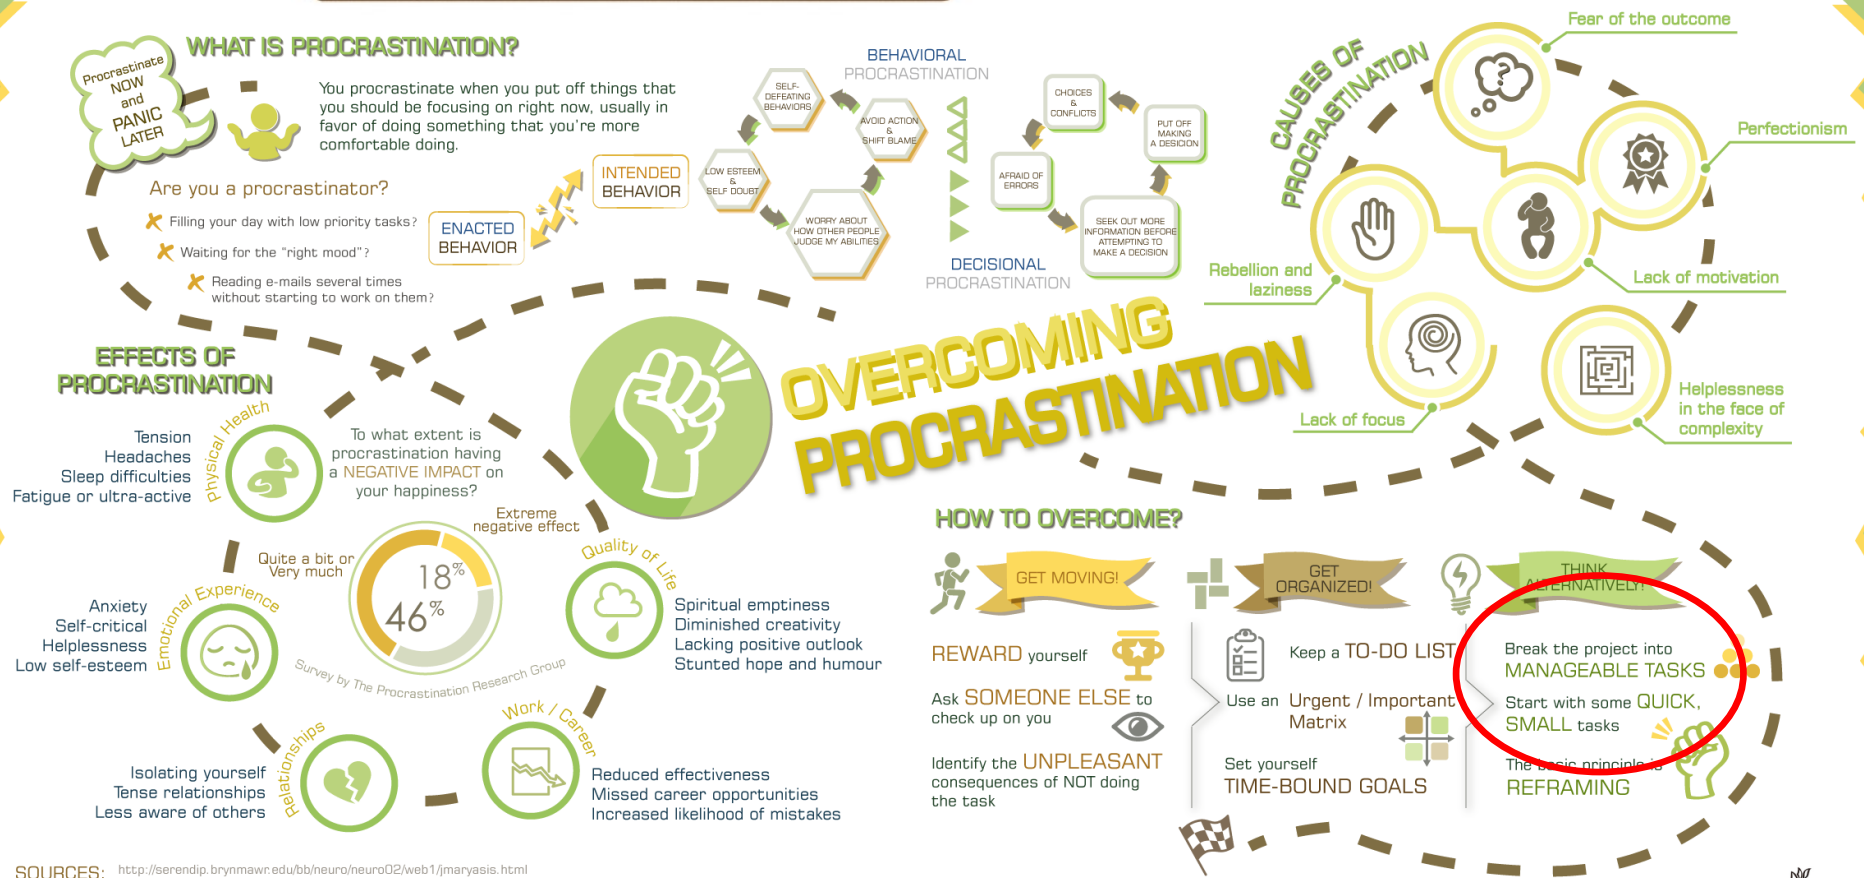 Procrastinate
NOW
and
PANIC
LATER
WHAT IS PROCRASTINATION?
You procrastinate when you put off things that
you should be focusing on right now, usually in
favor of doing something that you're more
comfortable doing.
Are you a procrastinator?
Filling your day with low priority tasks?
Waiting for the "right mood"?
Reading e-mails several times
without starting to work on them?
ENACTED
BEHAVIOR
INTENDED
BEHAVIOR
BEHAVIORAL
PROCRASTINATION
SELF-
DEFEATING
BEHAVIORS
AVOID ACTION
&
SHIFT BLAME
LOW ESTEEM
&
SELF DOUBT
WORRY ABOUT
HOW OTHER PEOPLE
JUDGE MY ABILITIES
CHOICES
&
CONFLICTS
PUT OFF
MAKING
A DESICION
AFRAID OF
ERRORS
SEEK OUT MORE
INFORMATION BEFORE
ATTEMPTING TO
MAKE A DECISION
DECISIONAL
PROCRASTINATION
CAUSES OF
PROCRASTINATION
Fear of the outcome
Perfectionism
Rebellion and
laziness
Lack of motivation
Lack of focus
Helplessness
in the face of
complexity
OVERCOMING
PROCRASTINATION
EFFECTS OF
PROCRASTINATION
Physical Health
Tension
Headaches
Sleep difficulties
Fatigue or ultra-active
To what extent is
procrastination having
a NEGATIVE IMPACT on
your happiness?
Extreme
negative effect
Quite a bit or
Very much
18%
46%
Survey by The Procrastination Research Group
Emotional Experience
Anxiety
Self-critical
Helplessness
Low self-esteem
Quality of Life
Spiritual emptiness
Diminished creativity
Lacking positive outlook
Stunted hope and humour
Relationships
Isolating yourself
Tense relationships
Less aware of others
Work / Career
Reduced effectiveness
Missed career opportunities
Increased likelihood of mistakes
HOW TO OVERCOME?
GET MOVING!
REWARD yourself
Ask SOMEONE ELSE to
check up on you
Identify the UNPLEASANT
consequences of NOT doing
the task
GET
ORGANIZED!
Keep a TO-DO LIST
Use an Urgent / Important
Matrix
Set yourself
TIME-BOUND GOALS
THINK
ALTERNATIVELY!
Break the project into
MANAGEABLE TASKS
Start with some QUICK,
SMALL tasks
The basic principle is
REFRAMING
SOURCES: http://serendip.brynmawr.edu/bb/neuro/neuro02/web1/jmaryasis.html